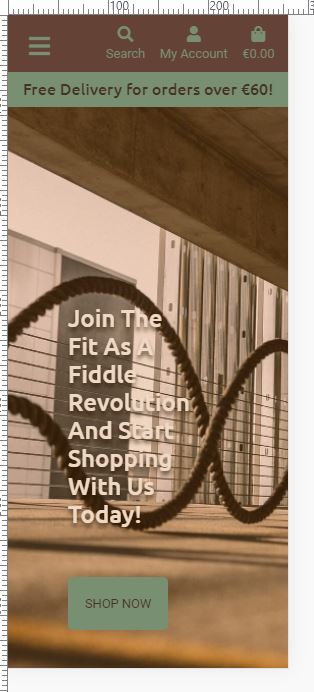 100
200
300
Search
My Account
€0.00
Free Delivery for orders over €60!
Join The
Fit As A
Fiddle
Revolution
And Start
Shopping
With Us
Today!
SHOP NOW